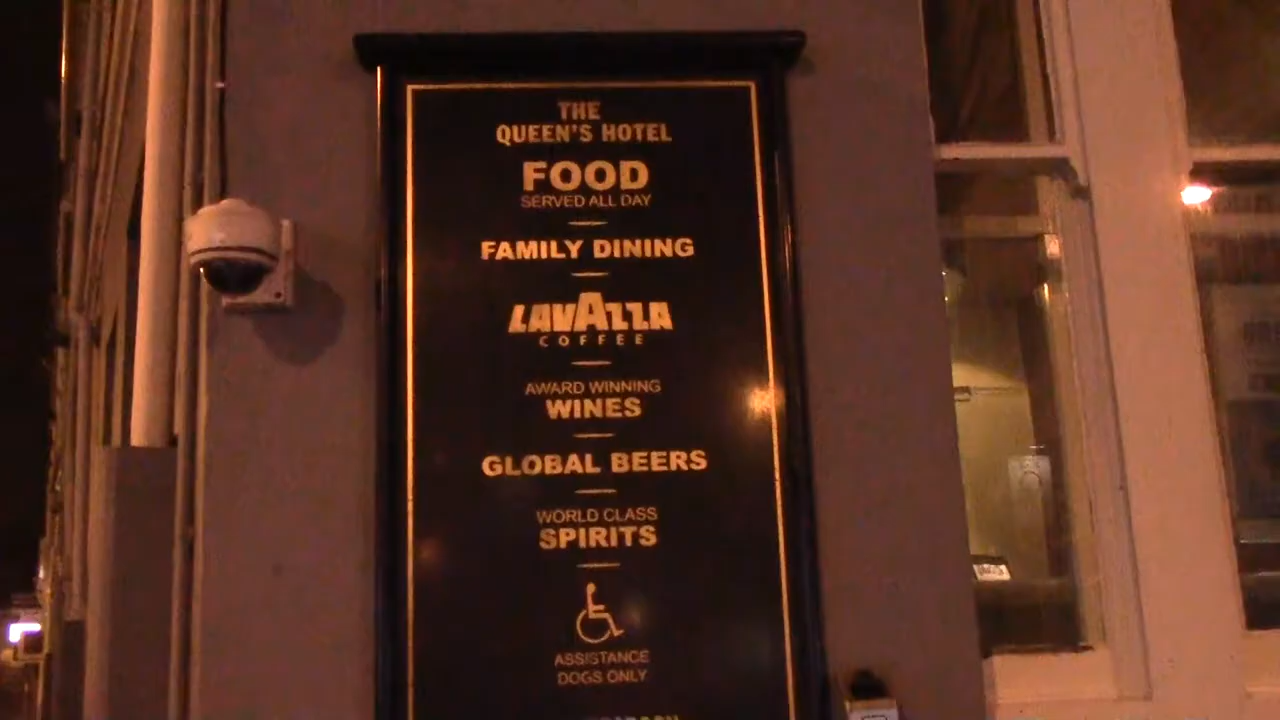 THE
QUEEN'S HOTEL
FOOD
SERVED ALL DAY
FAMILY DINING
LAVAZZA
COFFEE
AWARD WINNING
WINES
GLOBAL BEERS
WORLD CLASS
SPIRITS
ASSISTANCE
DOGS ONLY